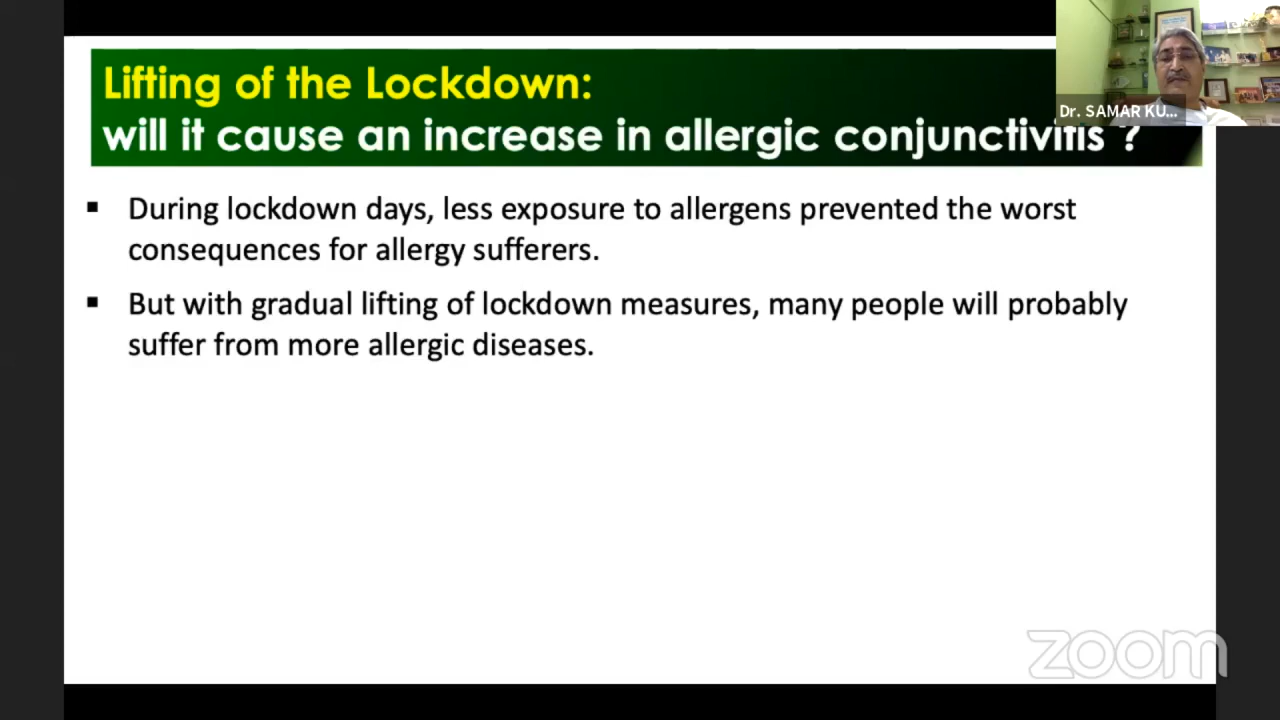 Lifting of the Lockdown:
will it cause an increase in allergic conjunctivitis ?
Dr. SAMAR KU...
▪ During lockdown days, less exposure to allergens prevented the worst
consequences for allergy sufferers.
▪ But with gradual lifting of lockdown measures, many people will probably
suffer from more allergic diseases.
zoom